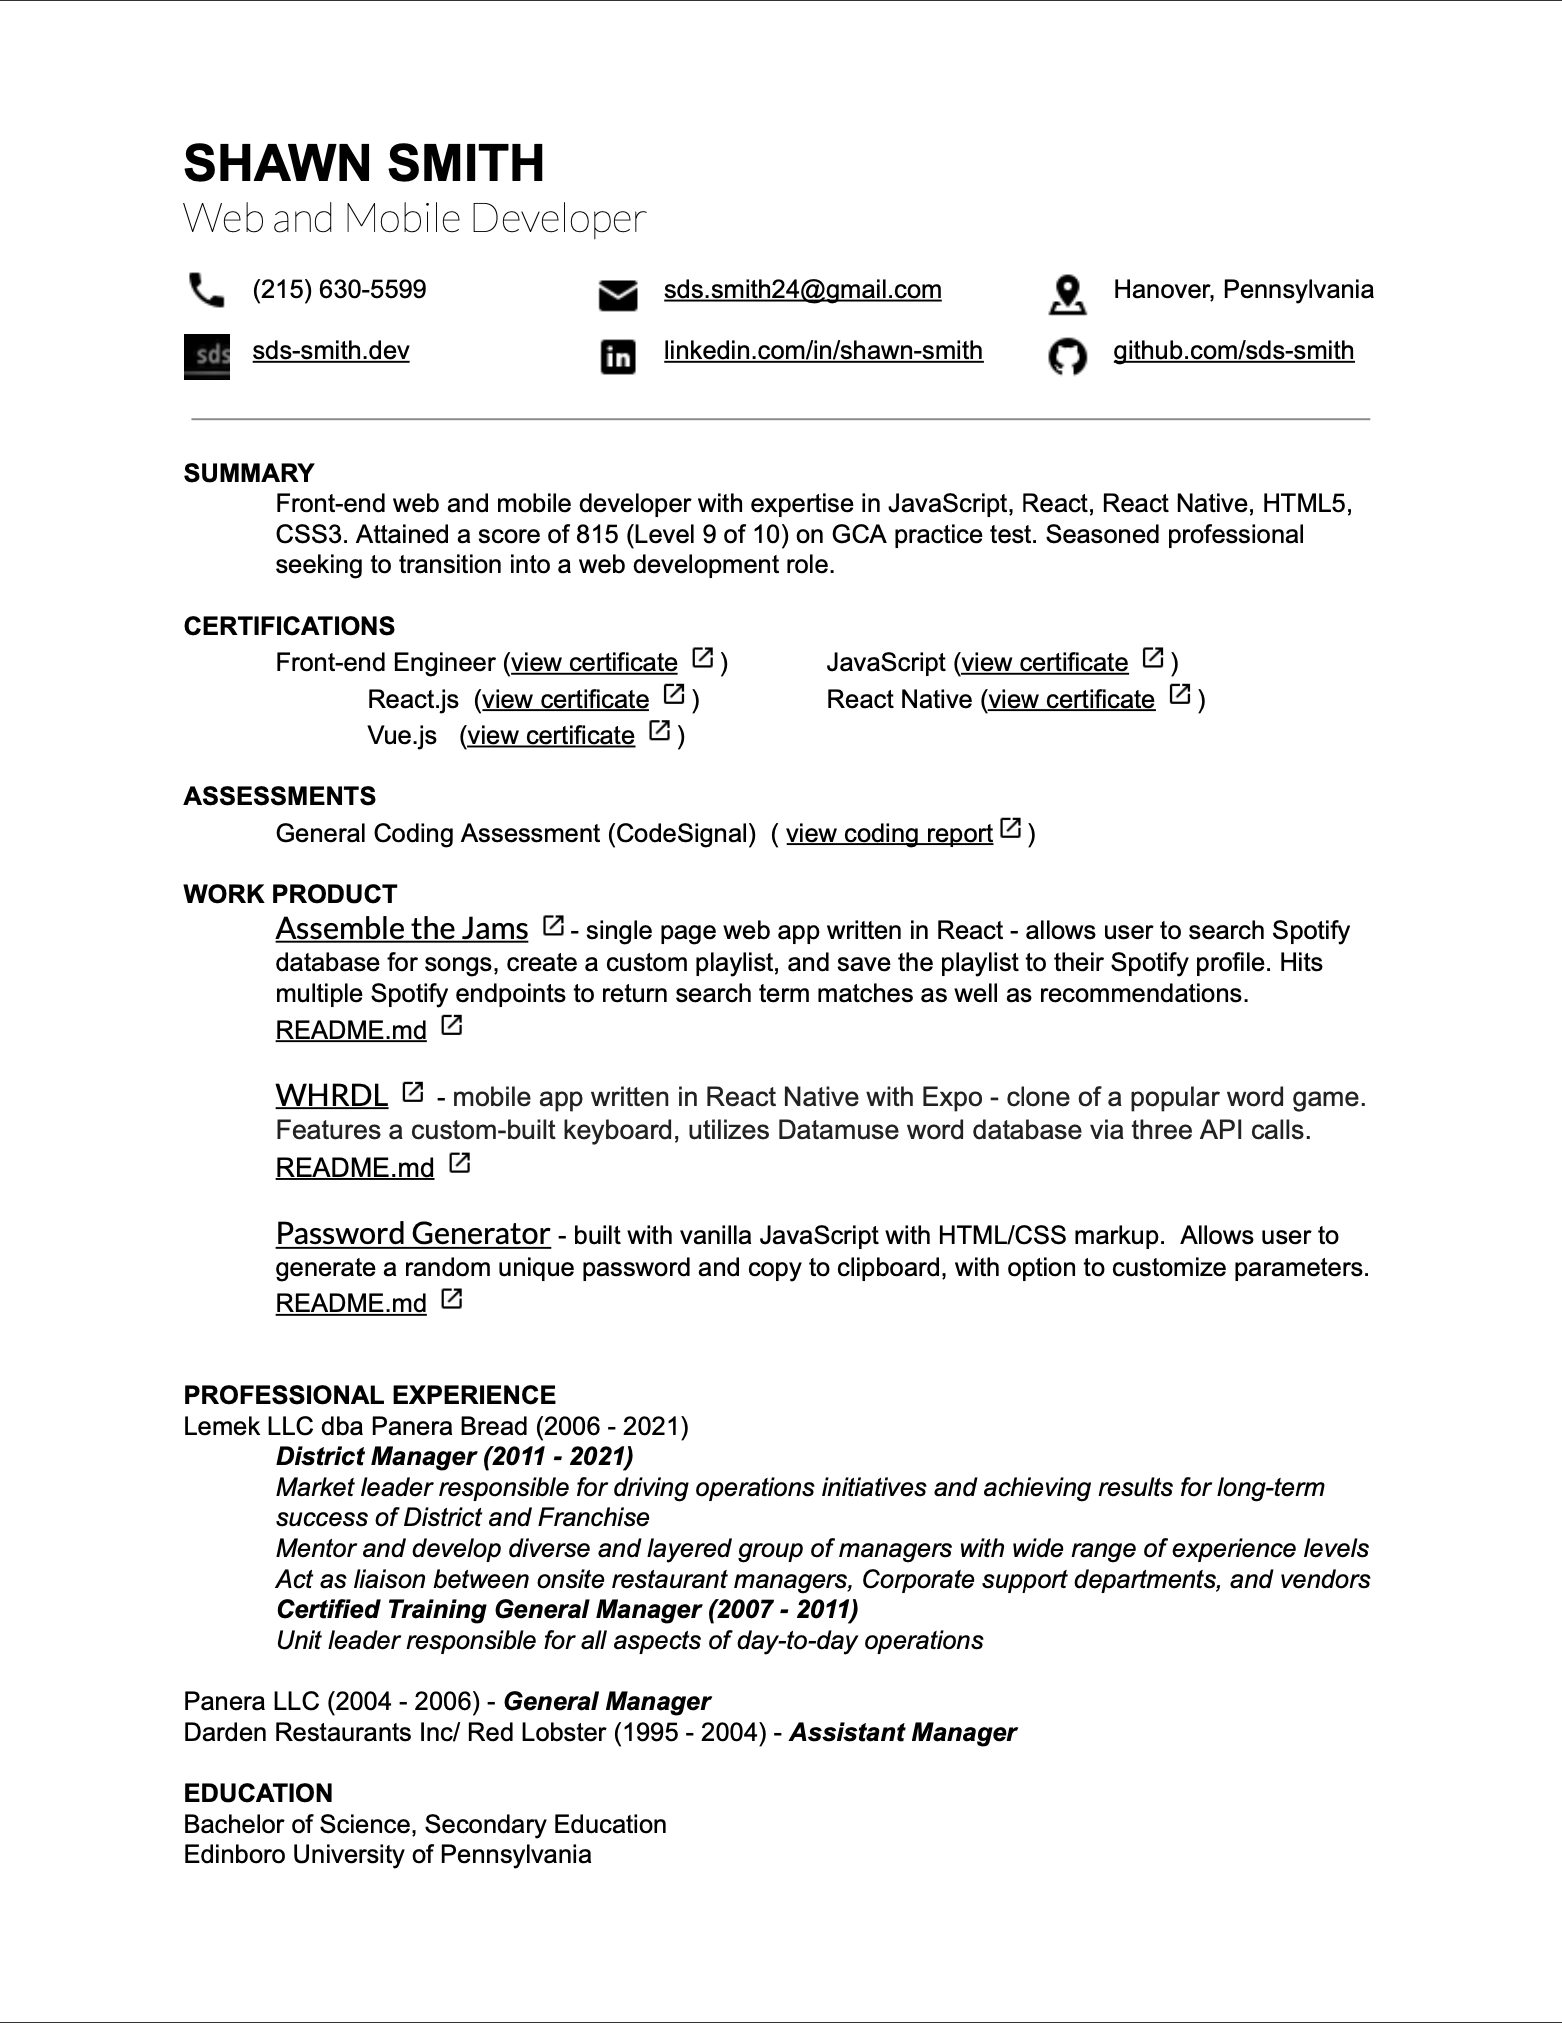 SHAWN SMITH
Web and Mobile Developer
(215) 630-5599 sds.smith24@gmail.com Hanover, Pennsylvania
sds sds-smith.dev in linkedin.com/in/shawn-smith github.com/sds-smith
SUMMARY
Front-end web and mobile developer with expertise in JavaScript, React, React Native, HTML5,
CSS3. Attained a score of 815 (Level 9 of 10) on GCA practice test. Seasoned professional
seeking to transition into a web development role.
CERTIFICATIONS
Front-end Engineer (view certificate ) JavaScript (view certificate )
React.js (view certificate ) React Native (view certificate )
Vue.js (view certificate )
ASSESSMENTS
General Coding Assessment (CodeSignal) ( view coding report )
WORK PRODUCT
Assemble the Jams - single page web app written in React - allows user to search Spotify
database for songs, create a custom playlist, and save the playlist to their Spotify profile. Hits
multiple Spotify endpoints to return search term matches as well as recommendations.
README.md
WHRDL - mobile app written in React Native with Expo - clone of a popular word game.
Features a custom-built keyboard, utilizes Datamuse word database via three API calls.
README.md
Password Generator - built with vanilla JavaScript with HTML/CSS markup. Allows user to
generate a random unique password and copy to clipboard, with option to customize parameters.
README.md
PROFESSIONAL EXPERIENCE
Lemek LLC dba Panera Bread (2006 - 2021)
District Manager (2011 - 2021)
Market leader responsible for driving operations initiatives and achieving results for long-term
success of District and Franchise
Mentor and develop diverse and layered group of managers with wide range of experience levels
Act as liaison between onsite restaurant managers, Corporate support departments, and vendors
Certified Training General Manager (2007 - 2011)
Unit leader responsible for all aspects of day-to-day operations
Panera LLC (2004 - 2006) - General Manager
Darden Restaurants Inc/ Red Lobster (1995 - 2004) - Assistant Manager
EDUCATION
Bachelor of Science, Secondary Education
Edinboro University of Pennsylvania